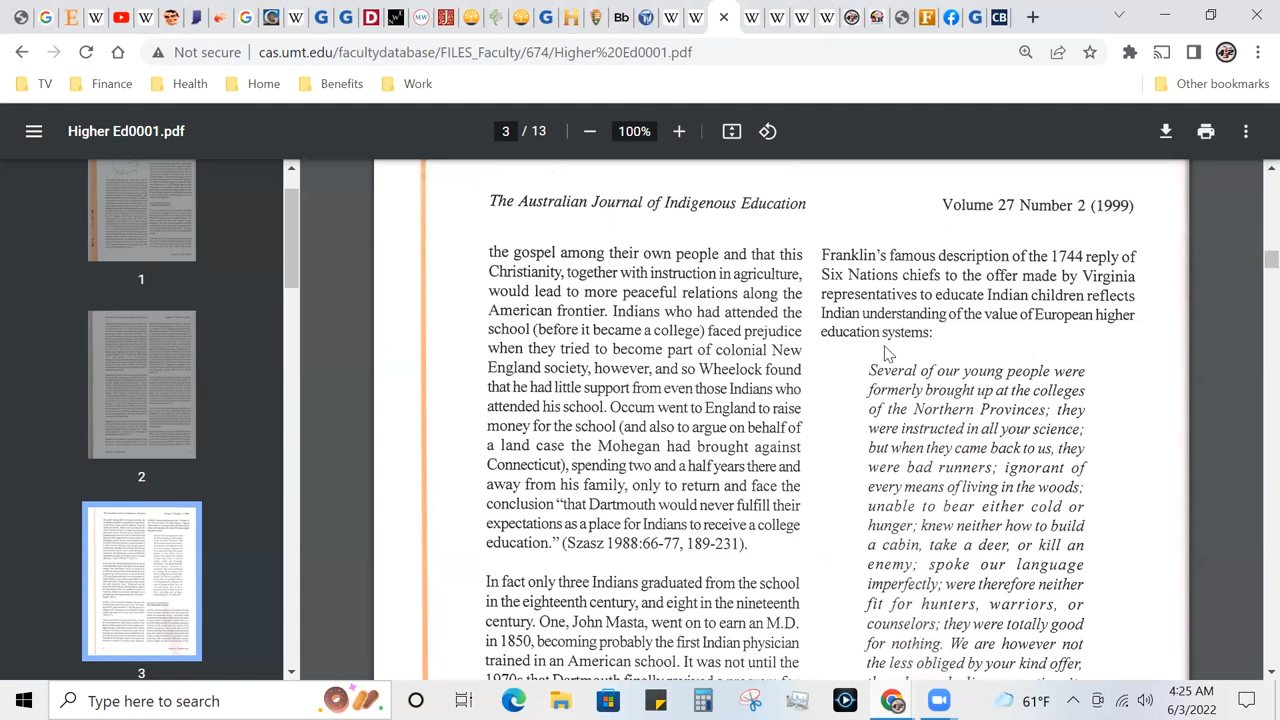 Not secure
cas.umt.edu/facultydatabase/FILES_Faculty/674/Higher%20Ed0001.pdf
TV
Finance
Health
Home
Benefits
Work
Other bookmarks
Higher Ed0001.pdf
3 / 13
100%
1
2
3
The Australian Journal of Indigenous Education
Volume 27 Number 2 (1999)
the gospel among their own people and that this
Christianity, together with instruction in agriculture,
would lead to more peaceful relations along the
American frontier. Indians who had attended the
school (before it became a college) faced prejudice
when they tried to become part of colonial New
England society, however, and so Wheelock found
that he had little support from even those Indians who
attended his school. Occum went to England to raise
money for the school (and also to argue on behalf of
a land case the Mohegan had brought against
Connecticut), spending two and a half years there and
away from his family, only to return and face the
conclusion "that Dartmouth would never fulfill their
expectations as a place for Indians to receive a college
education" (Szasz 1988:66-77, 189-231).
In fact only three Indians graduated from the school
in the eighteenth century, and eight in the nineteenth
century. One, John Masta, went on to earn an M.D.
in 1850, becoming probably the first Indian physician
trained in an American school. It was not until the
Franklin's famous description of the 1744 reply of
Six Nations chiefs to the offer made by Virginia
representatives to educate Indian children reflects
Indian understanding of the value of European higher
education systems:
Several of our young people were
formerly brought up at the colleges
of the Northern Provinces; they
were instructed in all your science;
but when they came back to us, they
were bad runners; ignorant of
every means of living in the woods;
unable to bear either cold or
hunger; knew neither how to build
a cabin, take a deer, or kill an
enemy; spoke our language
imperfectly; were therefore neither
fit for hunters, warriors, or
counselors; they were totally good
for nothing. We are however not
the less obliged by your kind offer,
Type here to search
61°F
4:25 AM
6/3/2022